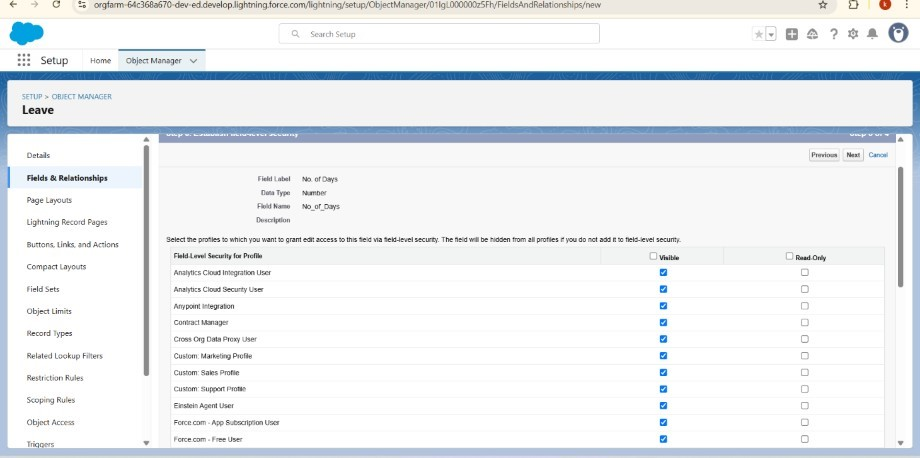 orgfarm-64c368a670-dev-ed.develop.lightning.force.com/lightning/setup/ObjectManager/01IgL000000z5Fh/FieldsAndRelationships/new
Search Setup
Setup
Home
Object Manager
SETUP > OBJECT MANAGER
Leave
Details
Fields & Relationships
Page Layouts
Lightning Record Pages
Buttons, Links, and Actions
Compact Layouts
Field Sets
Object Limits
Record Types
Related Lookup Filters
Restriction Rules
Scoping Rules
Object Access
Triggers
Previous Next Cancel
Field Label No. of Days
Data Type Number
Field Name No_of_Days
Description
Select the profiles to which you want to grant edit access to this field via field-level security. The field will be hidden from all profiles if you do not add it to field-level security.
Field-Level Security for Profile Visible Read-Only
Analytics Cloud Integration User
Analytics Cloud Security User
Anypoint Integration
Contract Manager
Cross Org Data Proxy User
Custom: Marketing Profile
Custom: Sales Profile
Custom: Support Profile
Einstein Agent User
Force.com - App Subscription User
Force.com - Free User